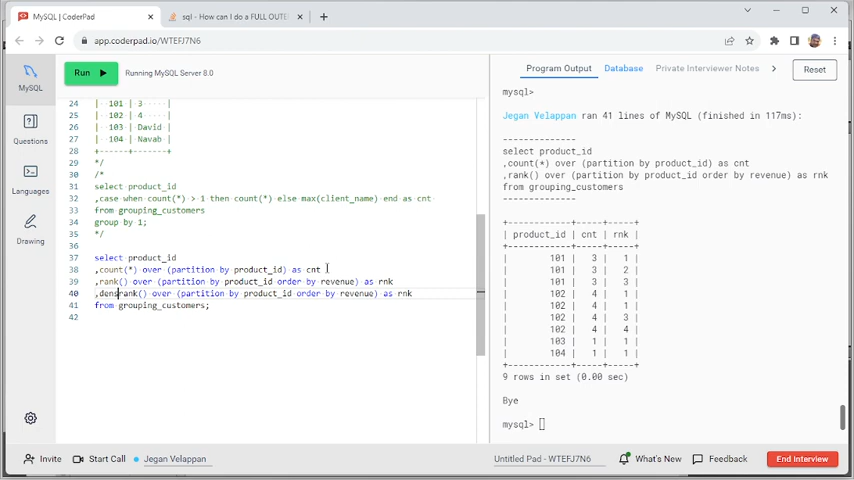 MySQL | CoderPad
sql - How can I do a FULL OUTE
app.coderpad.io/WTEFJ7N6
MySQL
Questions
Languages
Drawing
Run
Running MySQL Server 8.0
24 | 101 | 3 |
25 | 102 | 4 |
26 | 103 | David
27 | 104 | Navab
28 +------+-------+
29 */
30 /*
31 select product_id
32 ,case when count(*) > 1 then count(*) else max(client_name) end as cnt
33 from grouping_customers
34 group by 1;
35 */
36
37 select product_id
38 ,count(*) over (partition by product_id) as cnt
39 ,rank() over (partition by product_id order by revenue) as rnk
40 ,densrank() over (partition by product_id order by revenue) as rnk
41 from grouping_customers;
42
Program Output
Database
Private Interviewer Notes
Reset
mysql>
Jegan Velappan ran 41 lines of MySQL (finished in 117ms):
-------------
select product_id
,count(*) over (partition by product_id) as cnt
,rank() over (partition by product_id order by revenue) as rnk
from grouping_customers
-------------
+------------+-----+-----+
| product_id | cnt | rnk |
+------------+-----+-----+
| 101 | 3 | 1 |
| 101 | 3 | 2 |
| 101 | 3 | 3 |
| 102 | 4 | 1 |
| 102 | 4 | 1 |
| 102 | 4 | 3 |
| 102 | 4 | 4 |
| 103 | 1 | 1 |
| 104 | 1 | 1 |
+------------+-----+-----+
9 rows in set (0.00 sec)
Bye
mysql>
Invite
Start Call
Jegan Velappan
Untitled Pad - WTEFJ7N6
What's New
Feedback
End Interview